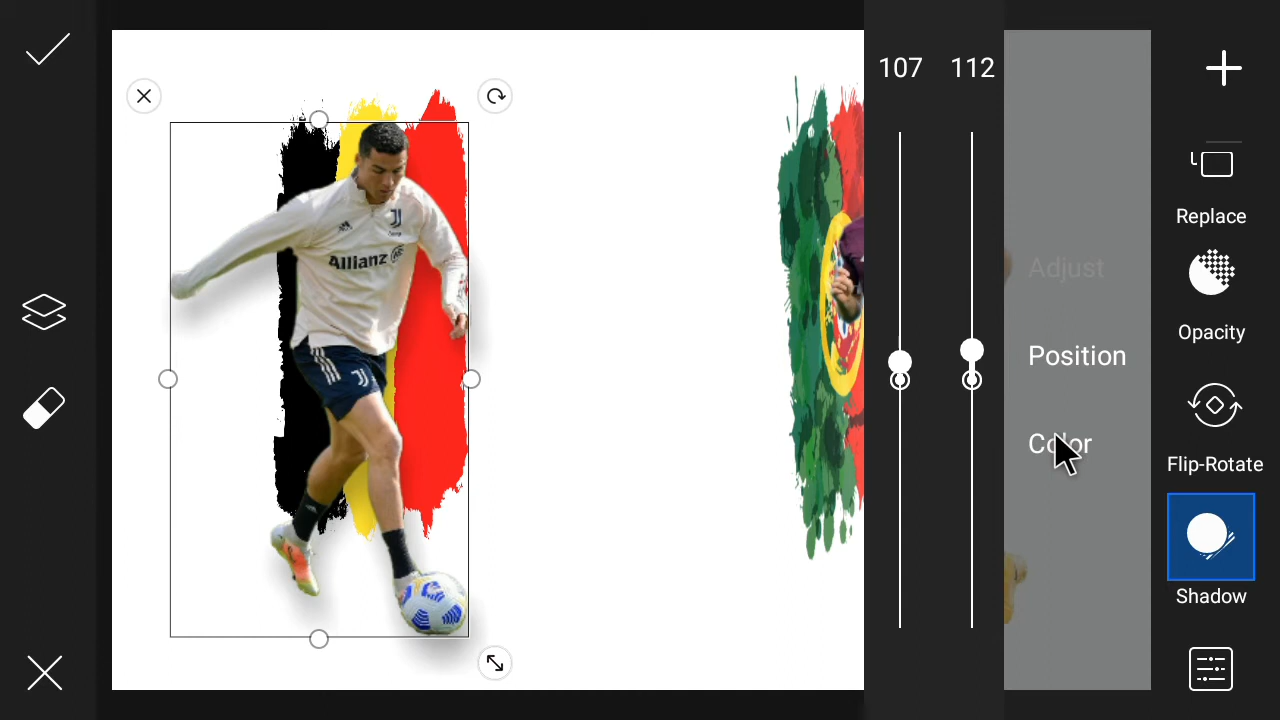 107 112
Replace
Adjust
Opacity
Position
Color
Flip-Rotate
Shadow
Allianz